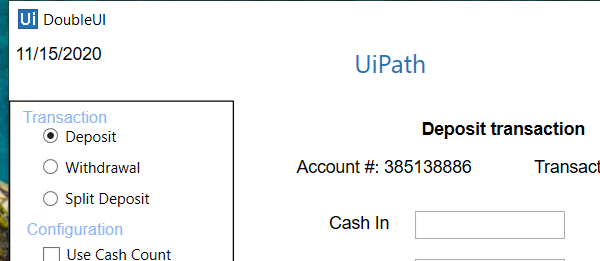 Ui DoubleUI
11/15/2020
UiPath
Transaction
Deposit
Withdrawal
Split Deposit
Configuration
Use Cash Count
Deposit transaction
Account #: 385138886 Transact
Cash In